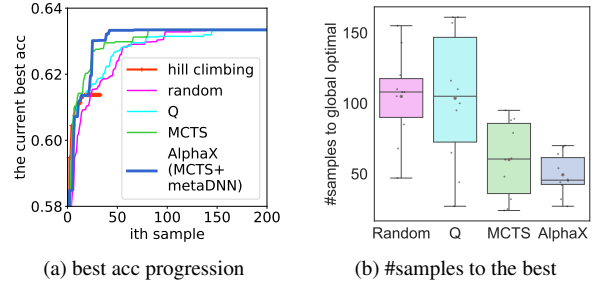 the current best acc
0.64
0.62
0.60
0.58
0
50
100
150
200
ith sample
hill climbing
random
Q
MCTS
AlphaX
(MCTS+
metaDNN)
(a) best acc progression
#samples to global optimal
150
100
50
Random
Q
MCTS
AlphaX
(b) #samples to the best